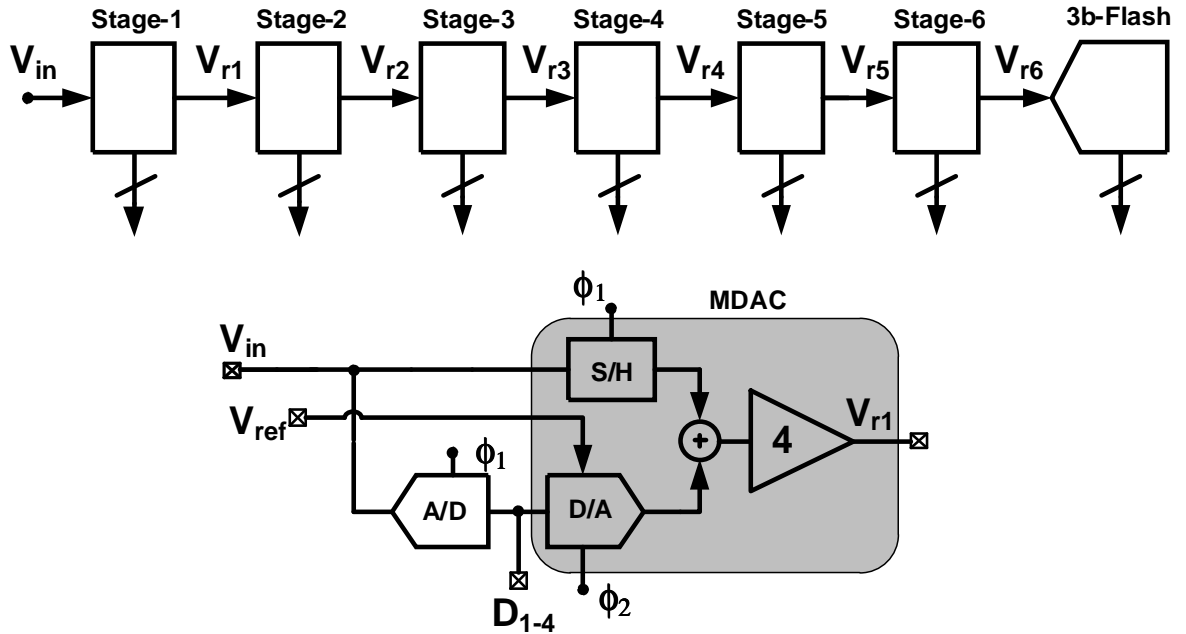 Stage-1 Stage-2 Stage-3 Stage-4 Stage-5 Stage-6 3b-Flash
Vin Vr1 Vr2 Vr3 Vr4 Vr5 Vr6
ϕ1 MDAC
Vin
S/H
Vref
ϕ1
+
4
Vr1
A/D
D/A
D1-4
ϕ2